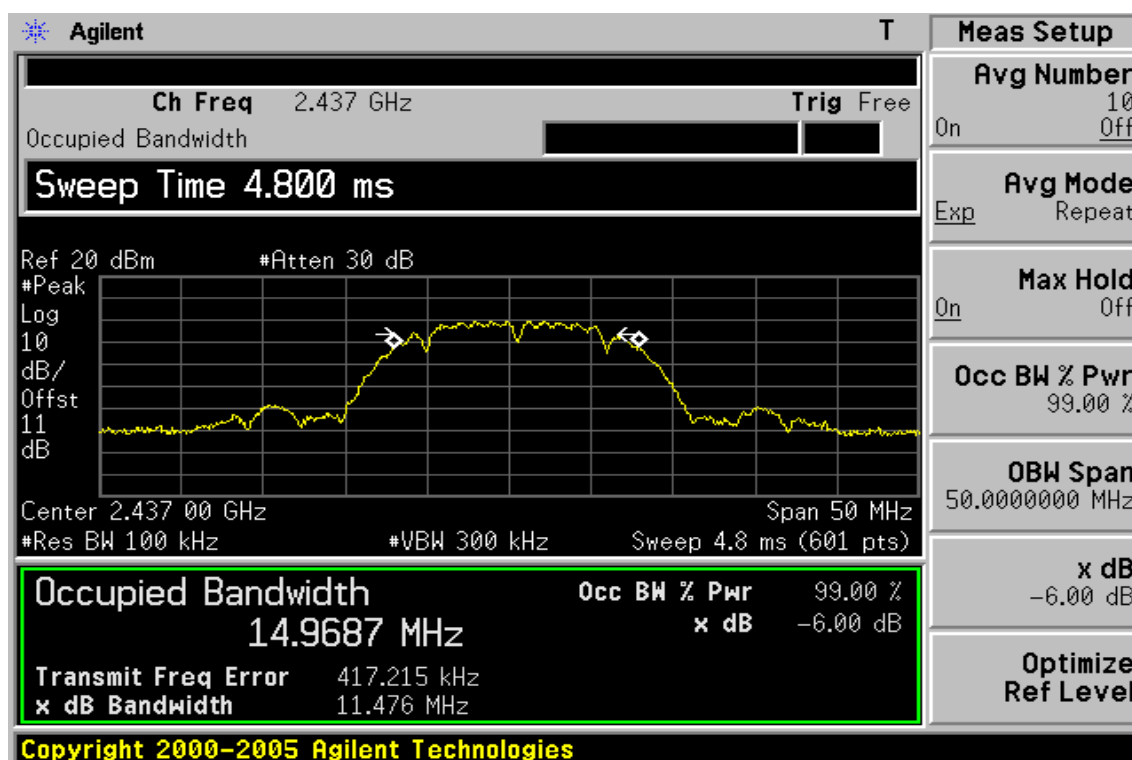 Agilent T
Ch Freq 2.437 GHz Trig Free
Occupied Bandwidth
Sweep Time 4.800 ms
Ref 20 dBm #Atten 30 dB
#Peak
Log
10
dB/
Offst
11
dB
Center 2.437 00 GHz Span 50 MHz
#Res BW 100 kHz #VBW 300 kHz Sweep 4.8 ms (601 pts)
Occupied Bandwidth Occ BW % Pwr 99.00 %
14.9687 MHz x dB -6.00 dB
Transmit Freq Error 417.215 kHz
x dB Bandwidth 11.476 MHz
Copyright 2000-2005 Agilent Technologies
Meas Setup
Avg Number
10
On Off
Avg Mode
Exp Repeat
Max Hold
On Off
Occ BW % Pwr
99.00 %
OBW Span
50.0000000 MHz
x dB
-6.00 dB
Optimize
Ref Level